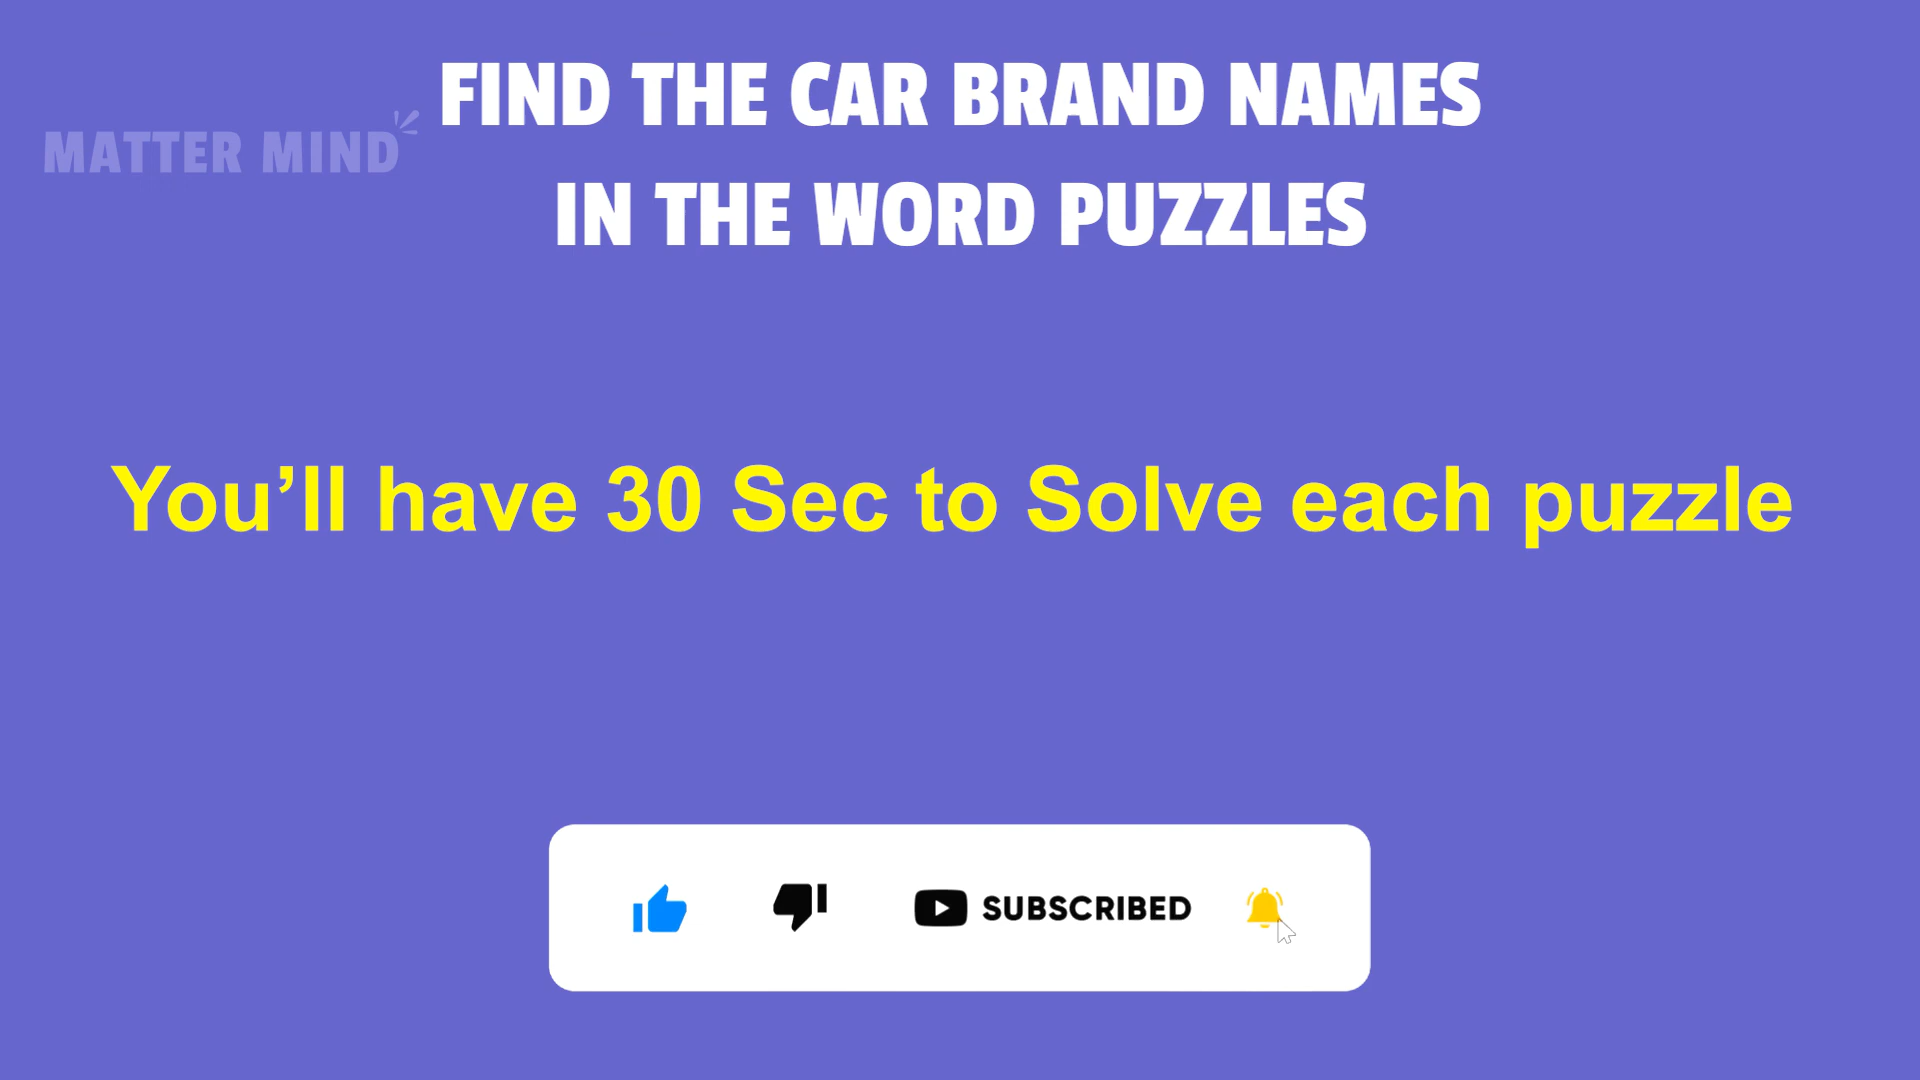 FIND THE CAR BRAND NAMES
MATTER MIND
IN THE WORD PUZZLES
You’ll have 30 Sec to Solve each puzzle
SUBSCRIBED